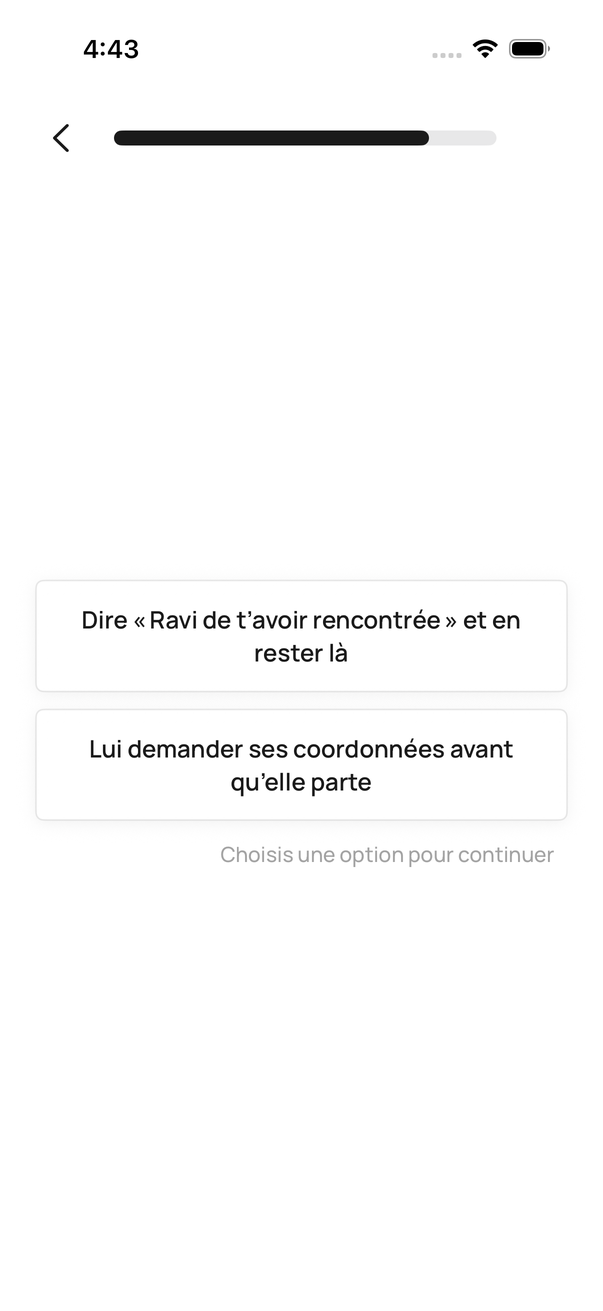 4:43
Dire « Ravi de t’avoir rencontrée » et en
rester là
Lui demander ses coordonnées avant
qu’elle parte
Choisis une option pour continuer